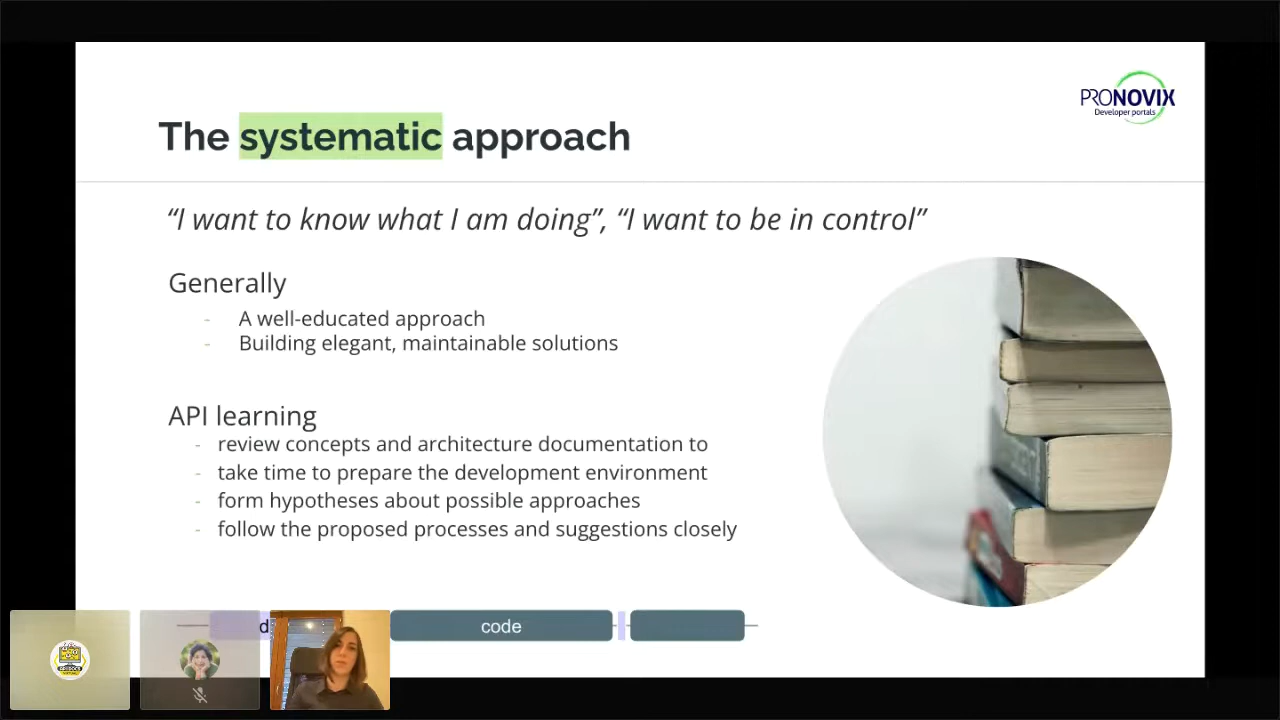 PRONOVIX
Developer portals
The systematic approach
“I want to know what I am doing”, “I want to be in control”
Generally
- A well-educated approach
- Building elegant, maintainable solutions
API learning
- review concepts and architecture documentation to
- take time to prepare the development environment
- form hypotheses about possible approaches
- follow the proposed processes and suggestions closely
d
code